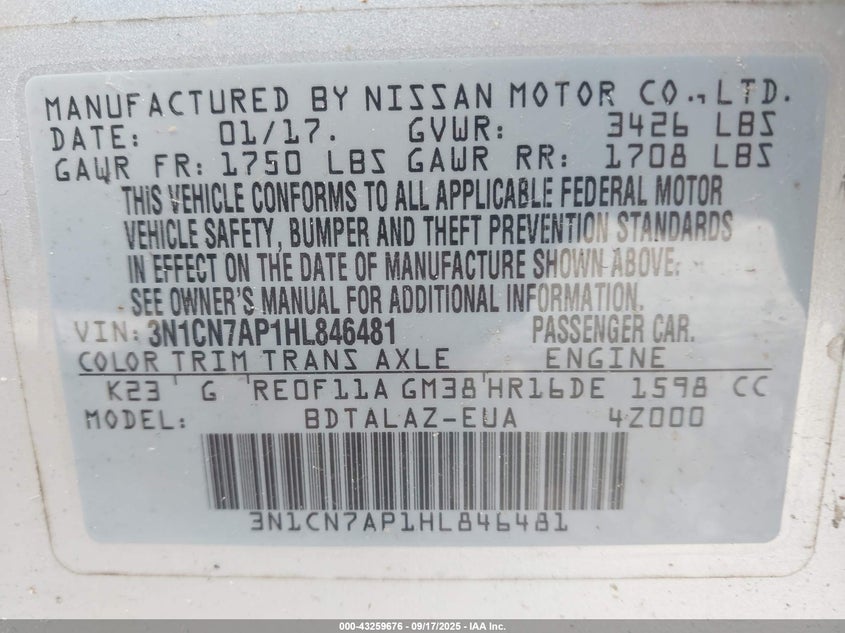 MANUFACTURED BY NISSAN MOTOR CO., LTD.
DATE: 01/17. GVWR: 3426 LBS
GAWR FR: 1750 LBS GAWR RR: 1708 LBS
THIS VEHICLE CONFORMS TO ALL APPLICABLE FEDERAL MOTOR
VEHICLE SAFETY, BUMPER AND THEFT PREVENTION STANDARDS
IN EFFECT ON THE DATE OF MANUFACTURE SHOWN ABOVE.
SEE OWNER'S MANUAL FOR ADDITIONAL INFORMATION.
VIN: 3N1CN7AP1HL846481 PASSENGER CAR.
COLOR TRIM TRANS AXLE ENGINE
K23 G RE0F11A GM38 HR16DE 1598 CC
MODEL: BDTALAZ-EUA 4Z000
3N1CN7AP1HL846481
000-43259676 - 09/17/2025 - IAA Inc.